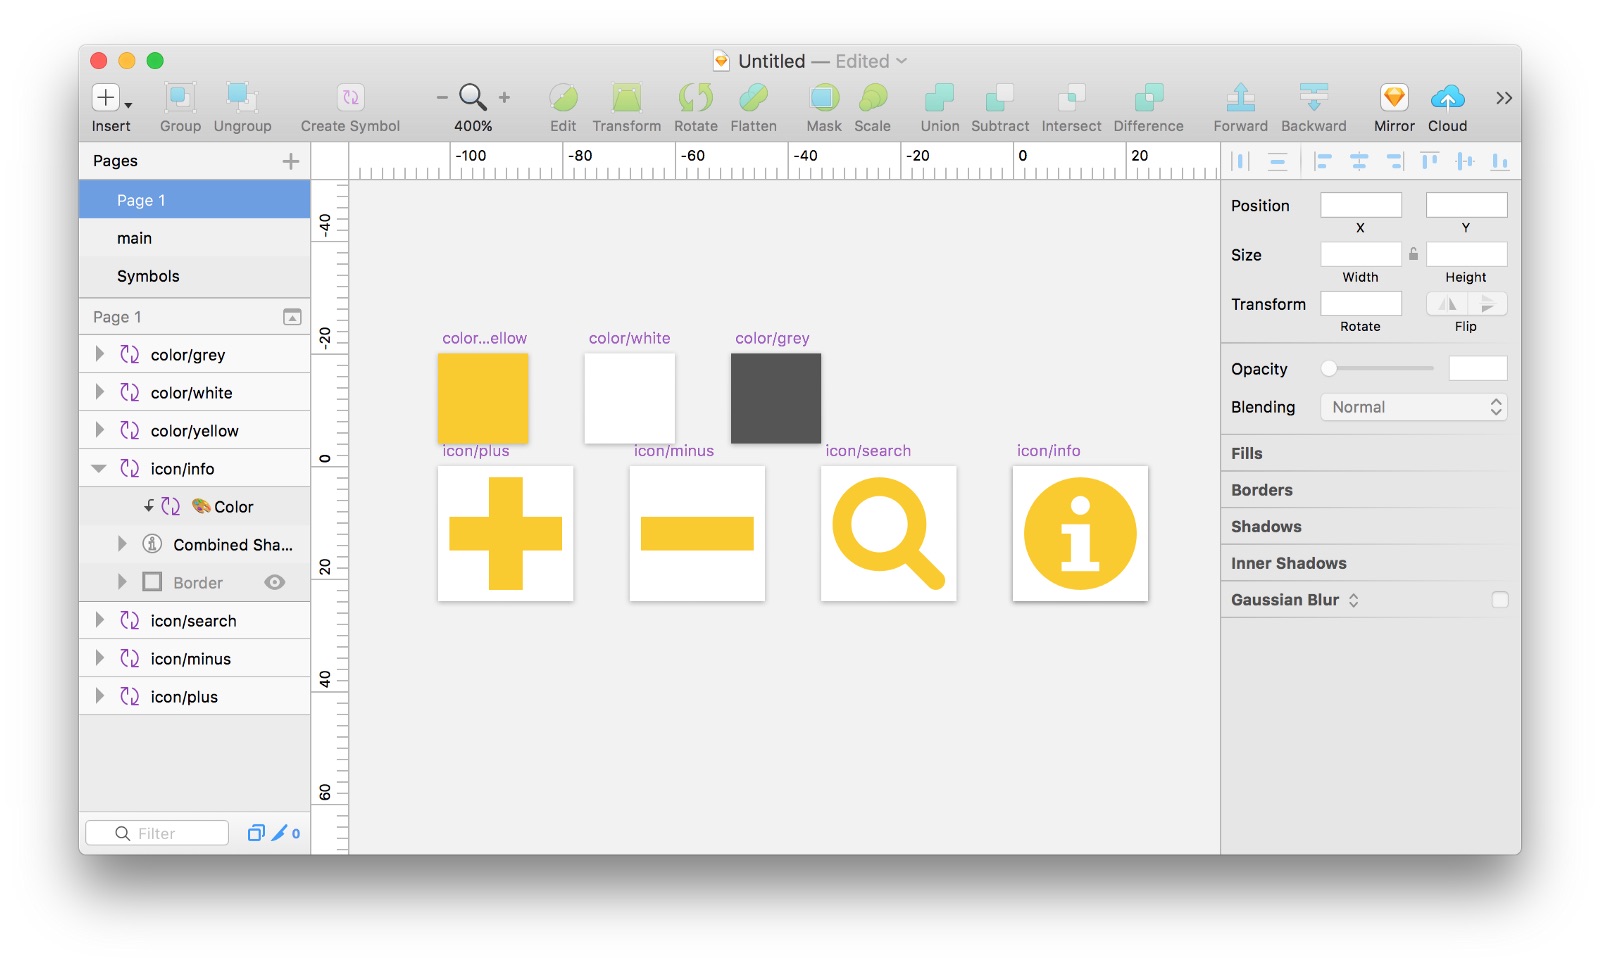 Untitled — Edited
Insert Group Ungroup Create Symbol 400% Edit Transform Rotate Flatten Mask Scale Union Subtract Intersect Difference Forward Backward Mirror Cloud
Pages
Page 1
main
Symbols
Page 1
color/grey
color/white
color/yellow
icon/info
🎨Color
Combined Sha...
Border
icon/search
icon/minus
icon/plus
Filter
0
-100 -80 -60 -40 -20 0 20
-40
-20
0
20
40
60
color...ellow color/white color/grey
icon/plus icon/minus icon/search icon/info
Position
X Y
Size
Width Height
Transform
Rotate Flip
Opacity
Blending Normal
Fills
Borders
Shadows
Inner Shadows
Gaussian Blur